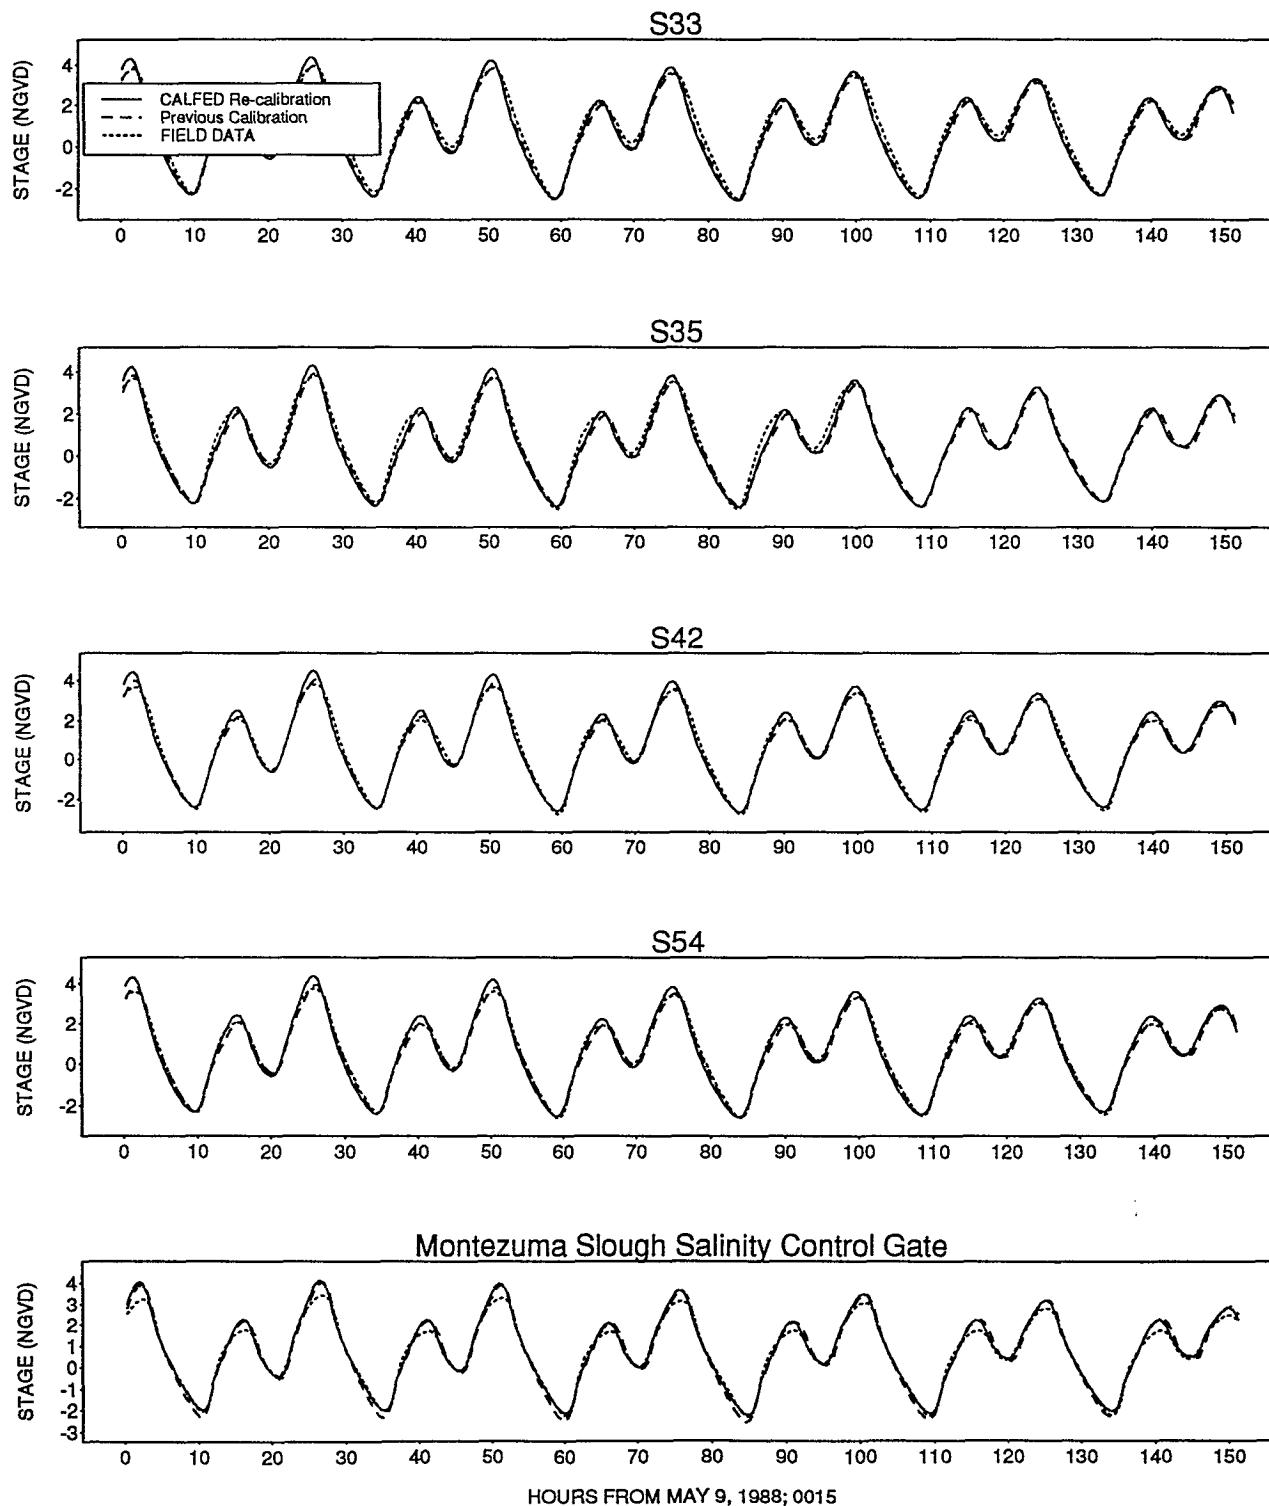 S33
STAGE (NGVD)
4
2
0
-2
CALFED Re-calibration
Previous Calibration
FIELD DATA
0 10 20 30 40 50 60 70 80 90 100 110 120 130 140 150
S35
STAGE (NGVD)
4
2
0
-2
0 10 20 30 40 50 60 70 80 90 100 110 120 130 140 150
S42
STAGE (NGVD)
4
2
0
-2
0 10 20 30 40 50 60 70 80 90 100 110 120 130 140 150
S54
STAGE (NGVD)
4
2
0
-2
0 10 20 30 40 50 60 70 80 90 100 110 120 130 140 150
Montezuma Slough Salinity Control Gate
STAGE (NGVD)
4
3
2
1
0
-1
-2
-3
0 10 20 30 40 50 60 70 80 90 100 110 120 130 140 150
HOURS FROM MAY 9, 1988; 0015